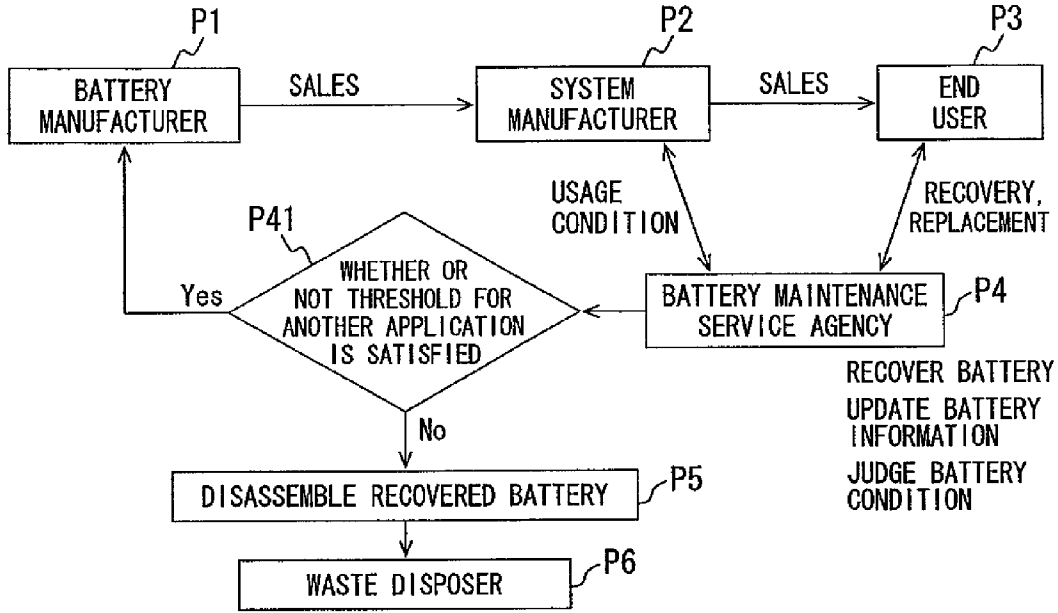 P1
P2
P3
BATTERY
MANUFACTURER
SALES
SYSTEM
MANUFACTURER
SALES
END
USER
USAGE
CONDITION
RECOVERY,
REPLACEMENT
P41
WHETHER OR
NOT THRESHOLD FOR
ANOTHER APPLICATION
IS SATISFIED
Yes
BATTERY MAINTENANCE
SERVICE AGENCY
P4
RECOVER BATTERY
UPDATE BATTERY
INFORMATION
JUDGE BATTERY
CONDITION
No
DISASSEMBLE RECOVERED BATTERY
P5
WASTE DISPOSER
P6